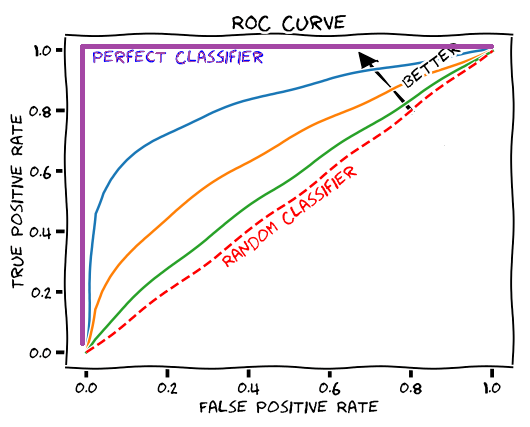 ROC CURVE
1.0
PERFECT CLASSIFIER
BETTER
0.8
0.6
RANDOM CLASSIFIER
0.4
0.2
0.0
TRUE POSITIVE RATE
0.0 0.2 0.4 0.6 0.8 1.0
FALSE POSITIVE RATE